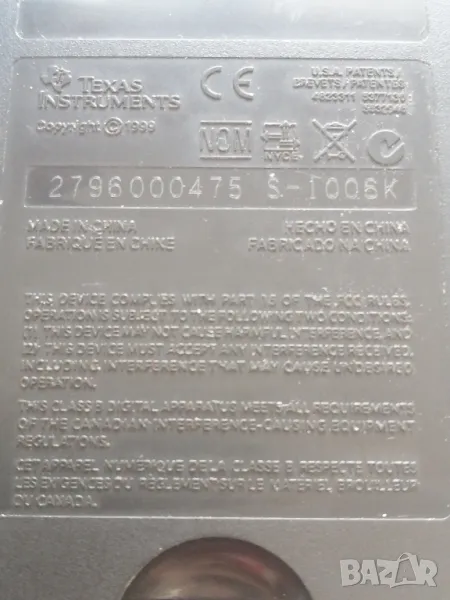 TEXAS
INSTRUMENTS
Copyright © 1999
CE
U.S.A. PATENTS/
BREVETS/PATENTES
NOM
NYCE
2796000475 S-1008K
MADE IN CHINA
FABRIQUE EN CHINE
HECHO EN CHINA
FABRICADO NA CHINA
THIS DEVICE COMPLIES WITH PART 15 OF THE FCC RULES.
OPERATION IS SUBJECT TO THE FOLLOWING TWO CONDITIONS:
(1) THIS DEVICE MAY NOT CAUSE HARMFUL INTERFERENCE, AND
(2) THIS DEVICE MUST ACCEPT ANY INTERFERENCE RECEIVED,
INCLUDING INTERFERENCE THAT MAY CAUSE UNDESIRED
OPERATION.
THIS CLASS B DIGITAL APPARATUS MEETS ALL REQUIREMENTS
OF THE CANADIAN INTERFERENCE-CAUSING EQUIPMENT
REGULATIONS.
CET APPAREIL NUMÉRIQUE DE LA CLASSE B RESPECTE TOUTES
LES EXIGENCES DU RÈGLEMENT SUR LE MATÉRIEL BROUILLEUR
DU CANADA.
BAZAR